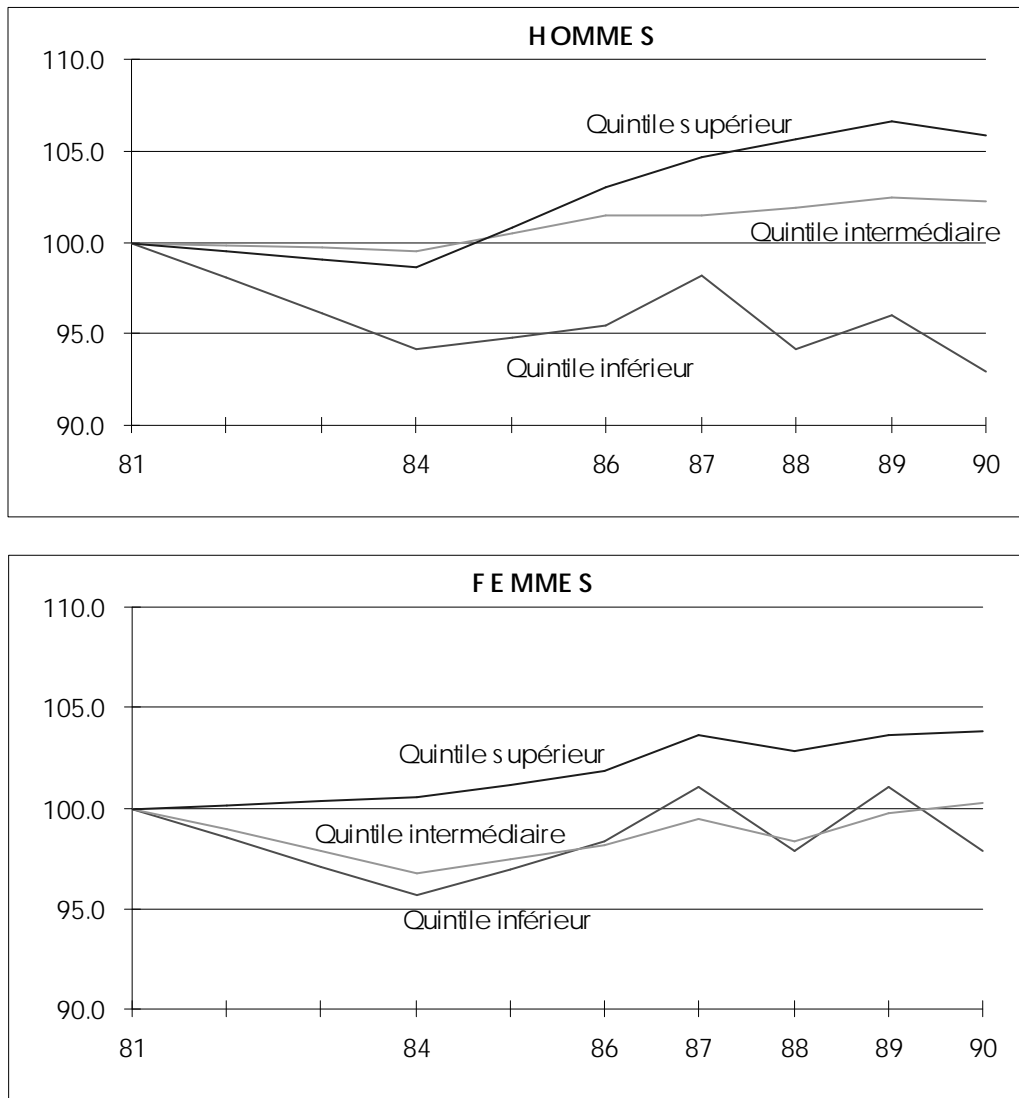 HOMMES
110.0
Quintile supérieur
105.0
100.0
Quintile intermédiaire
95.0
Quintile inférieur
90.0
81 84 86 87 88 89 90
FEMMES
110.0
105.0
Quintile supérieur
100.0
Quintile intermédiaire
95.0
Quintile inférieur
90.0
81 84 86 87 88 89 90